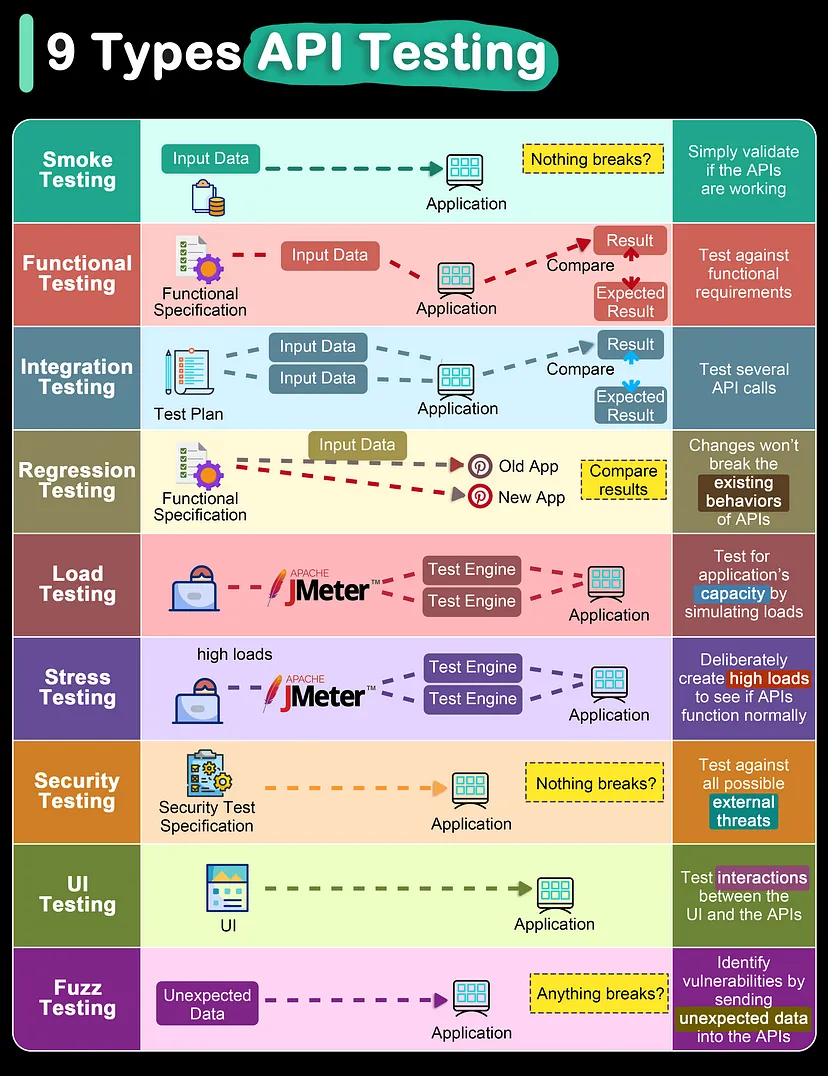 9 Types API Testing
Smoke
Testing
Input Data
Application
Nothing breaks?
Simply validate
if the APIs
are working
Functional
Testing
Functional
Specification
Input Data
Application
Compare
Result
Expected
Result
Test against
functional
requirements
Integration
Testing
Test Plan
Input Data
Input Data
Application
Compare
Result
Expected
Result
Test several
API calls
Regression
Testing
Functional
Specification
Input Data
Old App
New App
Compare
results
Changes won't
break the
existing
behaviors
of APIs
Load
Testing
APACHE
JMeter™
Test Engine
Test Engine
Application
Test for
application's
capacity by
simulating loads
Stress
Testing
high loads
APACHE
JMeter™
Test Engine
Test Engine
Application
Deliberately
create high loads
to see if APIs
function normally
Security
Testing
Security Test
Specification
Application
Nothing breaks?
Test against
all possible
external
threats
UI
Testing
UI
Application
Test interactions
between the
UI and the APIs
Fuzz
Testing
Unexpected
Data
Application
Anything breaks?
Identify
vulnerabilities by
sending
unexpected data
into the APIs